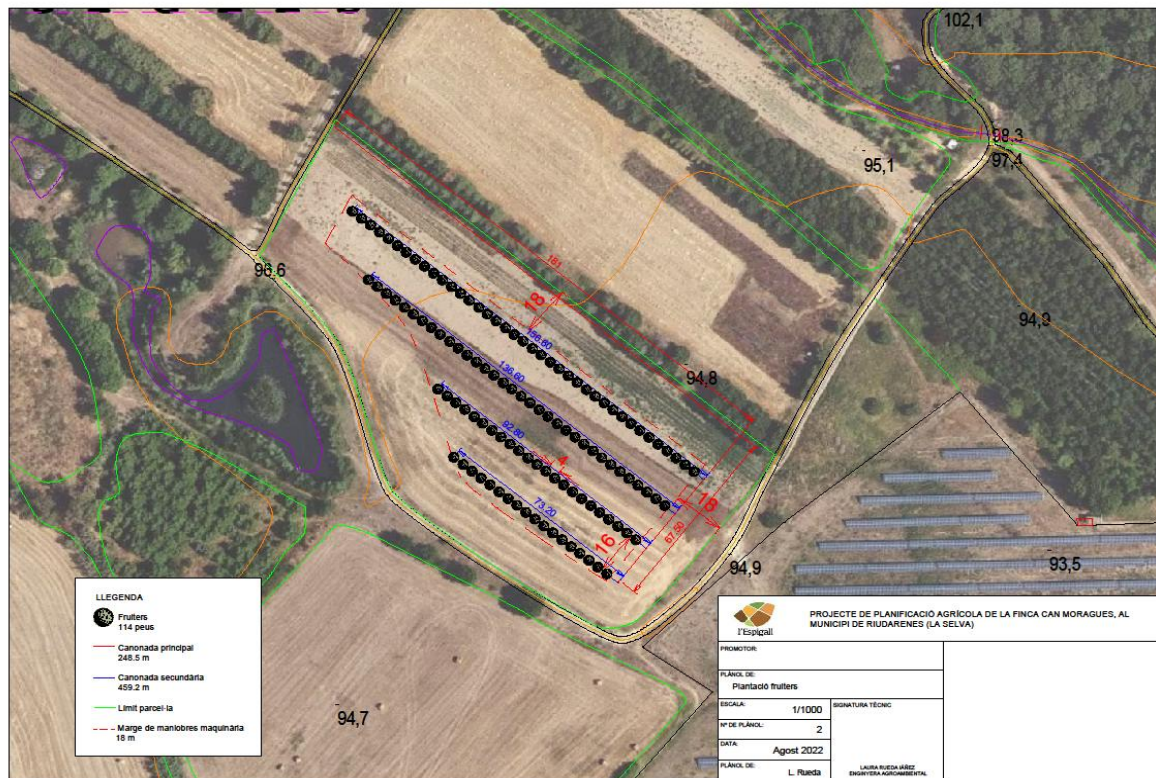 102,1
98.3
97,4
95,1
96.6
94,9
94,8
94,9
93,5
94,7
181
18
156.60
136.60
92.80
4
73.20
18
16
67.50
LLEGENDA
Fruiters
114 peus
Canonada principal
248.5 m
Canonada secundària
459.2 m
Límit parcel·la
Marge de maniobres maquinària
18 m
l'Espigall
PROJECTE DE PLANIFICACIÓ AGRÍCOLA DE LA FINCA CAN MORAGUES, AL
MUNICIPI DE RIUDARENES (LA SELVA)
PROMOTOR:
PLÀNOL DE:
Plantació fruiters
ESCALA:
1/1000
SIGNATURA TÈCNIC
Nº DE PLÀNOL:
2
DATA:
Agost 2022
PLÀNOL DE:
L. Rueda
LAURA RUEDA IÁÑEZ
ENGINYERA AGROAMBIENTAL